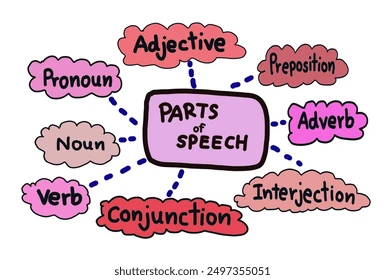 Adjective
Preposition
Pronoun
PARTS
of
SPEECH
Adverb
Noun
Verb
Conjunction
Interjection
shutterstock.com · 2497355051